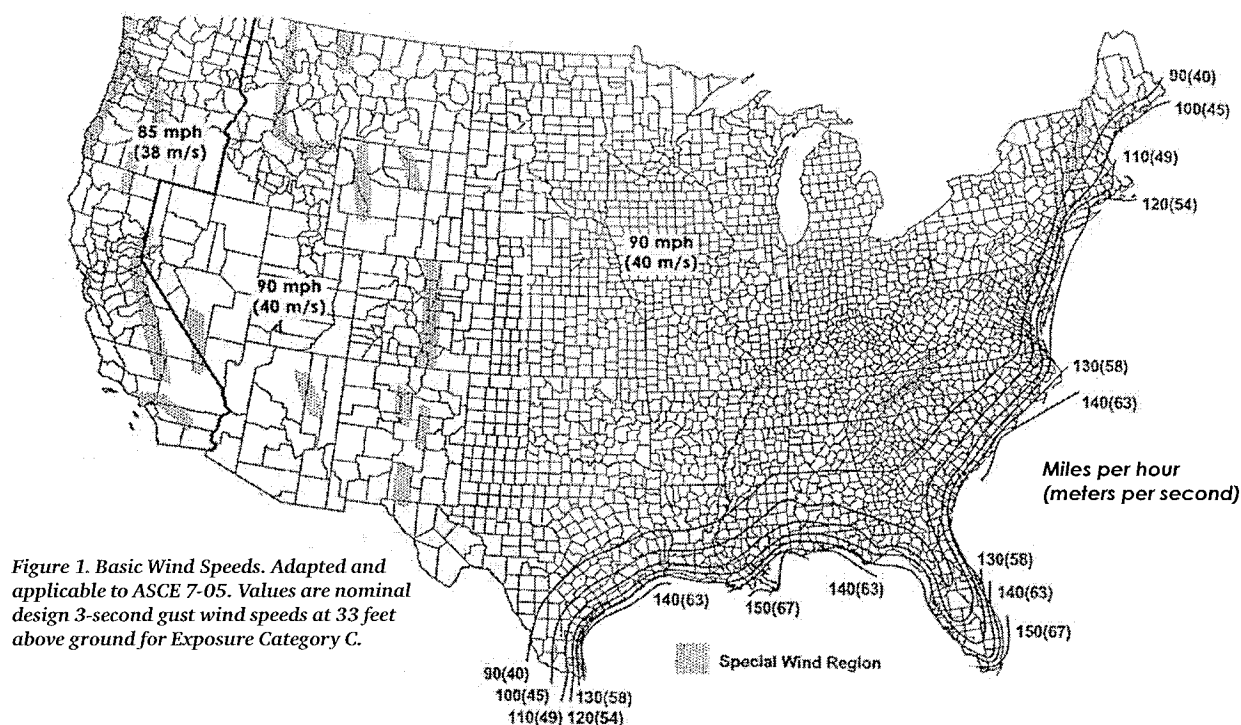 90(40)
100(45)
110(49)
120(54)
85 mph
(38 m/s)
90 mph
(40 m/s)
90 mph
(40 m/s)
130(58)
140(63)
Miles per hour
(meters per second)
Figure 1. Basic Wind Speeds. Adapted and
applicable to ASCE 7-05. Values are nominal
design 3-second gust wind speeds at 33 feet
above ground for Exposure Category C.
130(58)
140(63)
150(67)
140(63)
150(67)
140(63)
Special Wind Region
90(40)
100(45)
130(58)
110(49) 120(54)